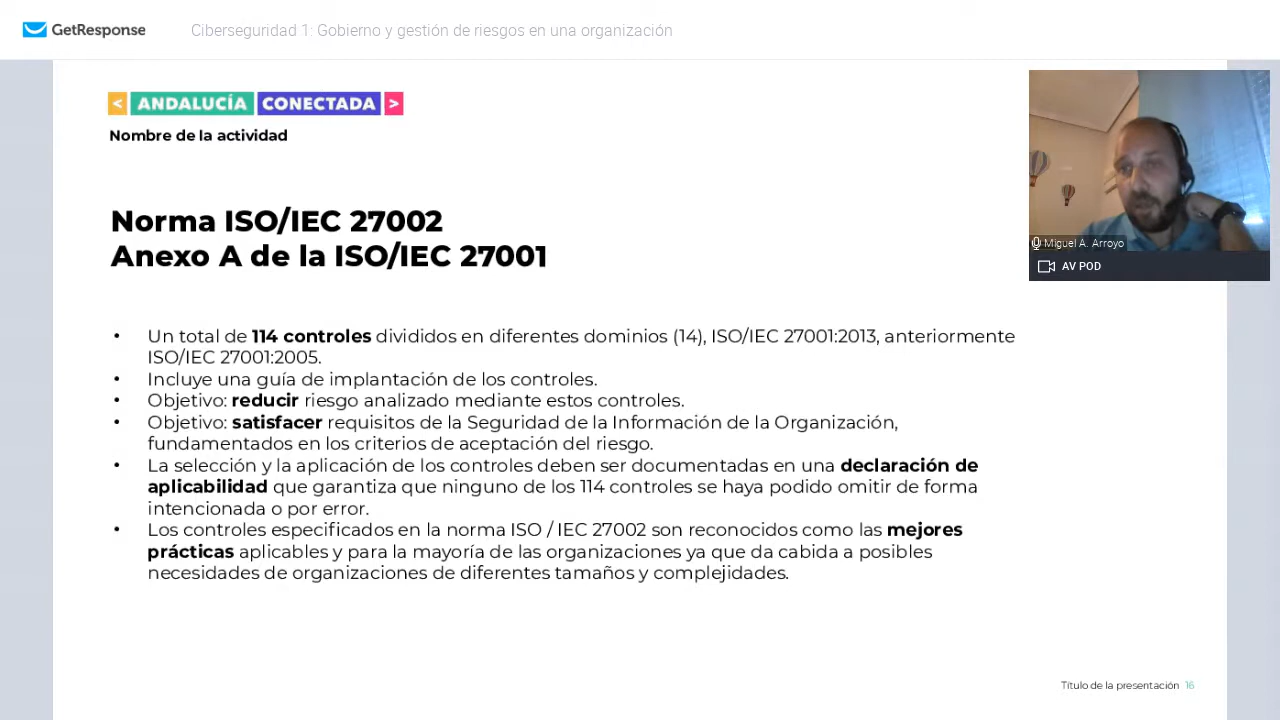 GetResponse
Ciberseguridad 1: Gobierno y gestión de riesgos en una organización
< ANDALUCÍA CONECTADA >
Nombre de la actividad
Norma ISO/IEC 27002
Anexo A de la ISO/IEC 27001
Miguel A. Arroyo
AV POD
• Un total de 114 controles divididos en diferentes dominios (14), ISO/IEC 27001:2013, anteriormente
ISO/IEC 27001:2005.
• Incluye una guía de implantación de los controles.
• Objetivo: reducir riesgo analizado mediante estos controles.
• Objetivo: satisfacer requisitos de la Seguridad de la Información de la Organización,
fundamentados en los criterios de aceptación del riesgo.
• La selección y la aplicación de los controles deben ser documentadas en una declaración de
aplicabilidad que garantiza que ninguno de los 114 controles se haya podido omitir de forma
intencionada o por error.
• Los controles especificados en la norma ISO / IEC 27002 son reconocidos como las mejores
prácticas aplicables y para la mayoría de las organizaciones ya que da cabida a posibles
necesidades de organizaciones de diferentes tamaños y complejidades.
Título de la presentación 16